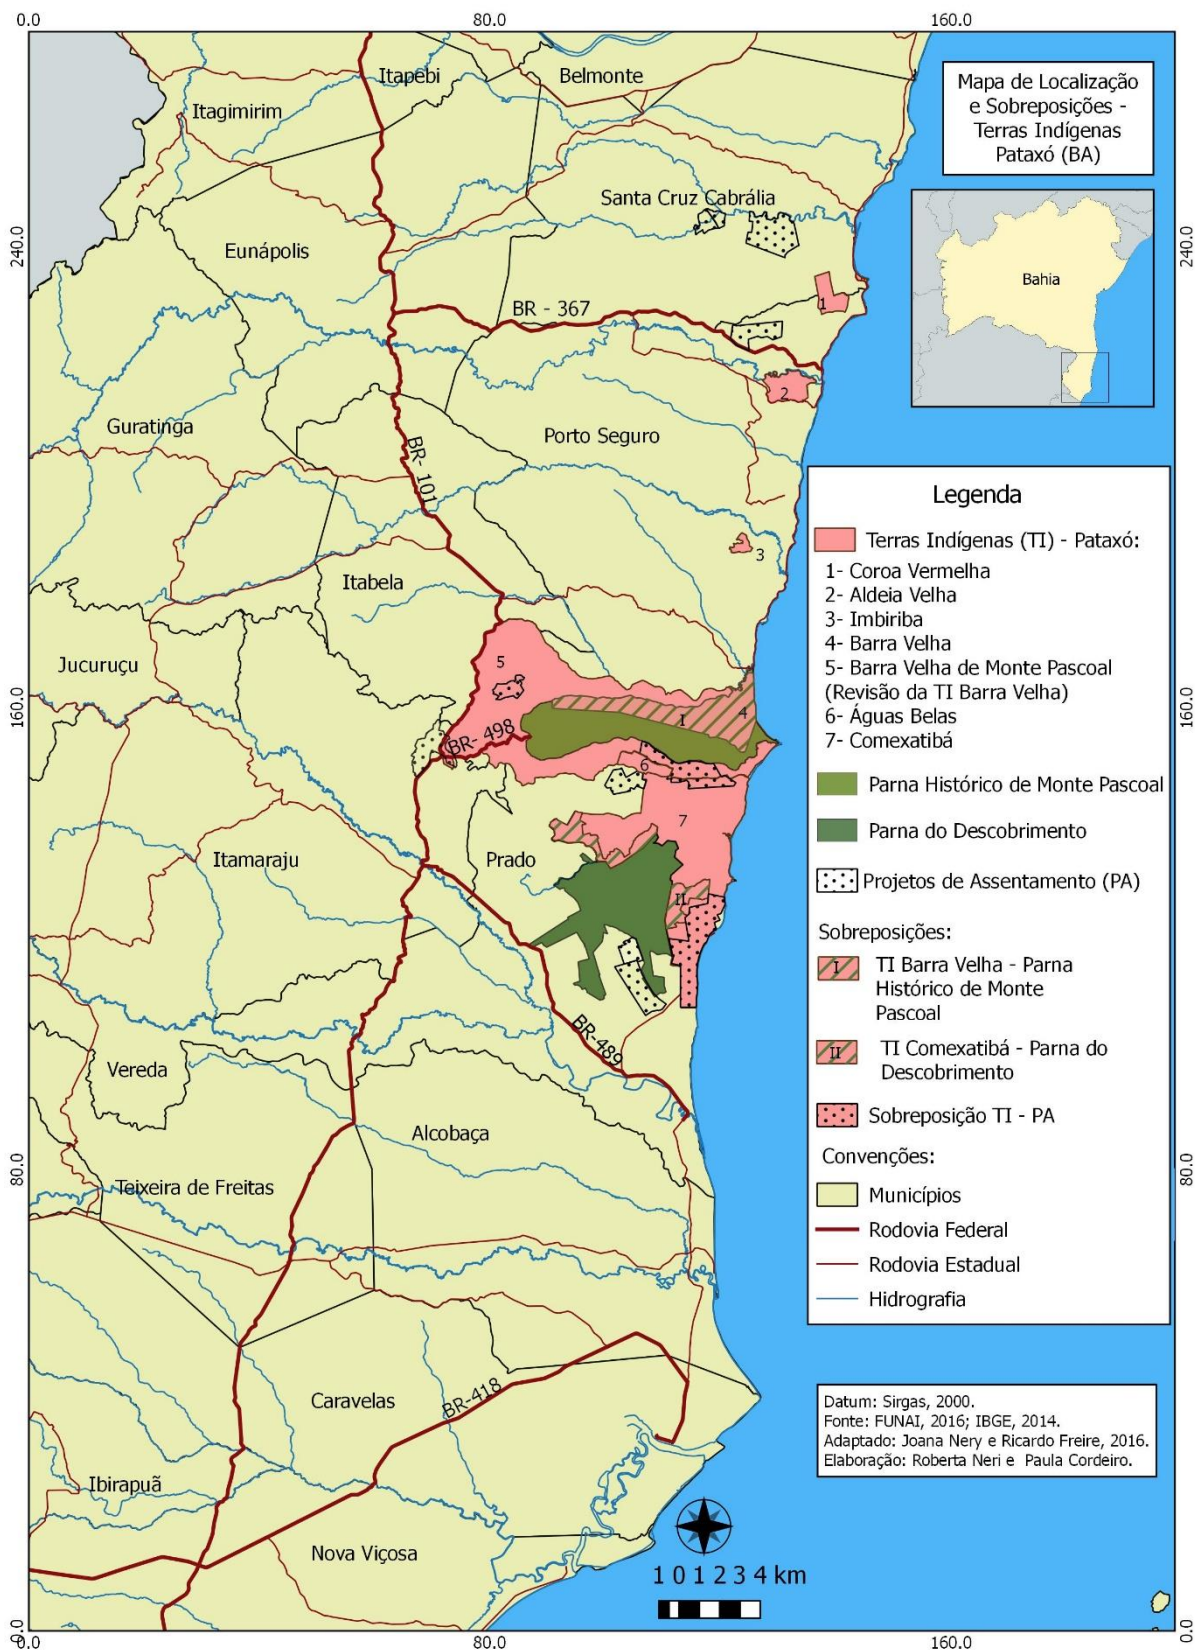 0.0
80.0
160.0
Mapa de Localização
e Sobreposições -
Terras Indígenas
Pataxó (BA)
Itapebi
Belmonte
Itagimirim
Santa Cruz Cabrália
240.0
240.0
Eunápolis
Bahia
BR - 367
1
2
Guratinga
Porto Seguro
BR- 101
3
Itabela
Jucuruçu
5
4
I
160.0
160.0
BR- 498
6
7
Itamaraju
Prado
II
BR-489
Vereda
Alcobaça
80.0
80.0
Teixeira de Freitas
Caravelas
BR-418
Ibirapuã
Nova Viçosa
Legenda
Terras Indígenas (TI) - Pataxó:
1- Coroa Vermelha
2- Aldeia Velha
3- Imbiriba
4- Barra Velha
5- Barra Velha de Monte Pascoal
(Revisão da TI Barra Velha)
6- Águas Belas
7- Comexatibá
Parna Histórico de Monte Pascoal
Parna do Descobrimento
Projetos de Assentamento (PA)
Sobreposições:
I
TI Barra Velha - Parna
Histórico de Monte
Pascoal
II
TI Comexatibá - Parna do
Descobrimento
Sobreposição TI - PA
Convenções:
Municípios
Rodovia Federal
Rodovia Estadual
Hidrografia
Datum: Sirgas, 2000.
Fonte: FUNAI, 2016; IBGE, 2014.
Adaptado: Joana Nery e Ricardo Freire, 2016.
Elaboração: Roberta Neri e Paula Cordeiro.
1 0 1 2 3 4 km
0.0
0.0
0.0
80.0
160.0